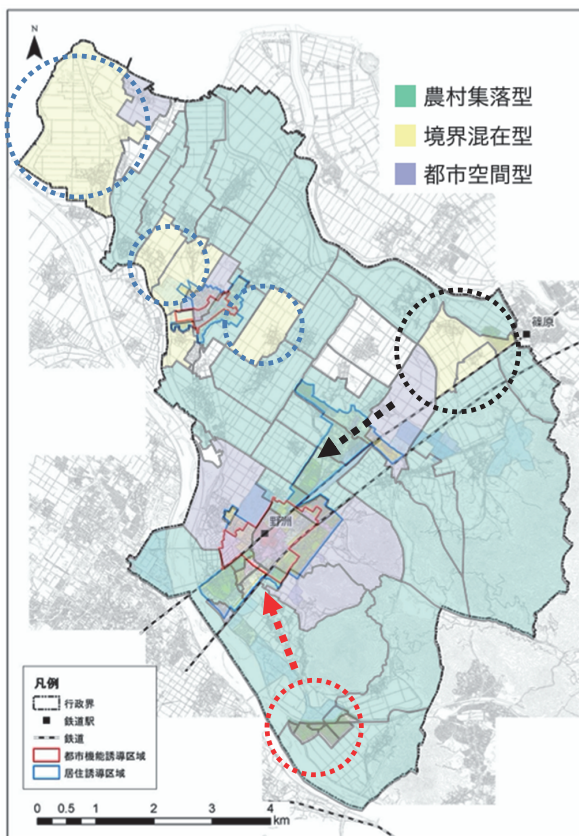 N
農村集落型
境界混在型
都市空間型
篠原
野洲
凡例
行政界
鉄道駅
鉄道
都市機能誘導区域
居住誘導区域
0 0.5 1 2 3 4
km